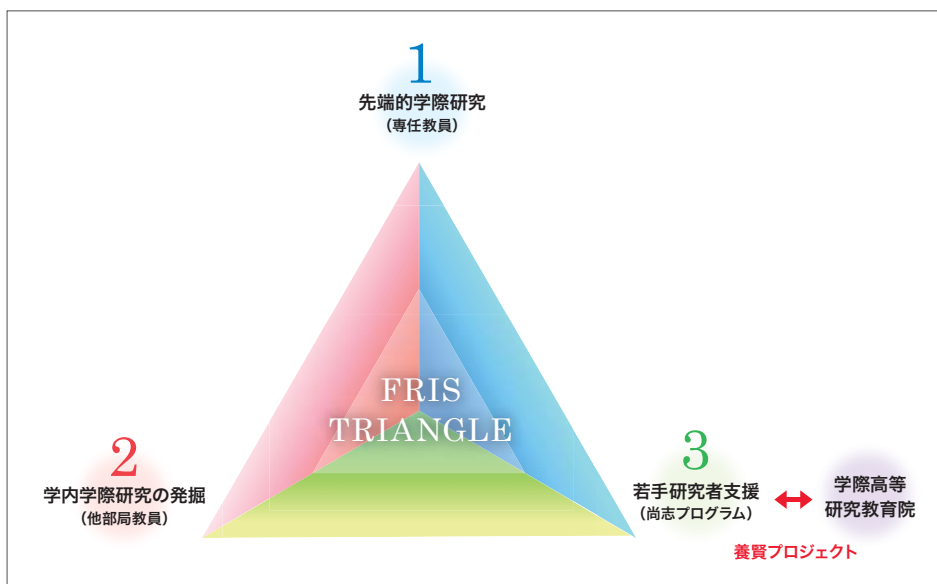 1
先端的学際研究
（専任教員）
FRIS
TRIANGLE
2
学内学際研究の発掘
（他部局教員）
3
若手研究者支援
（尚志プログラム）
学際高等
研究教育院
養賢プロジェクト